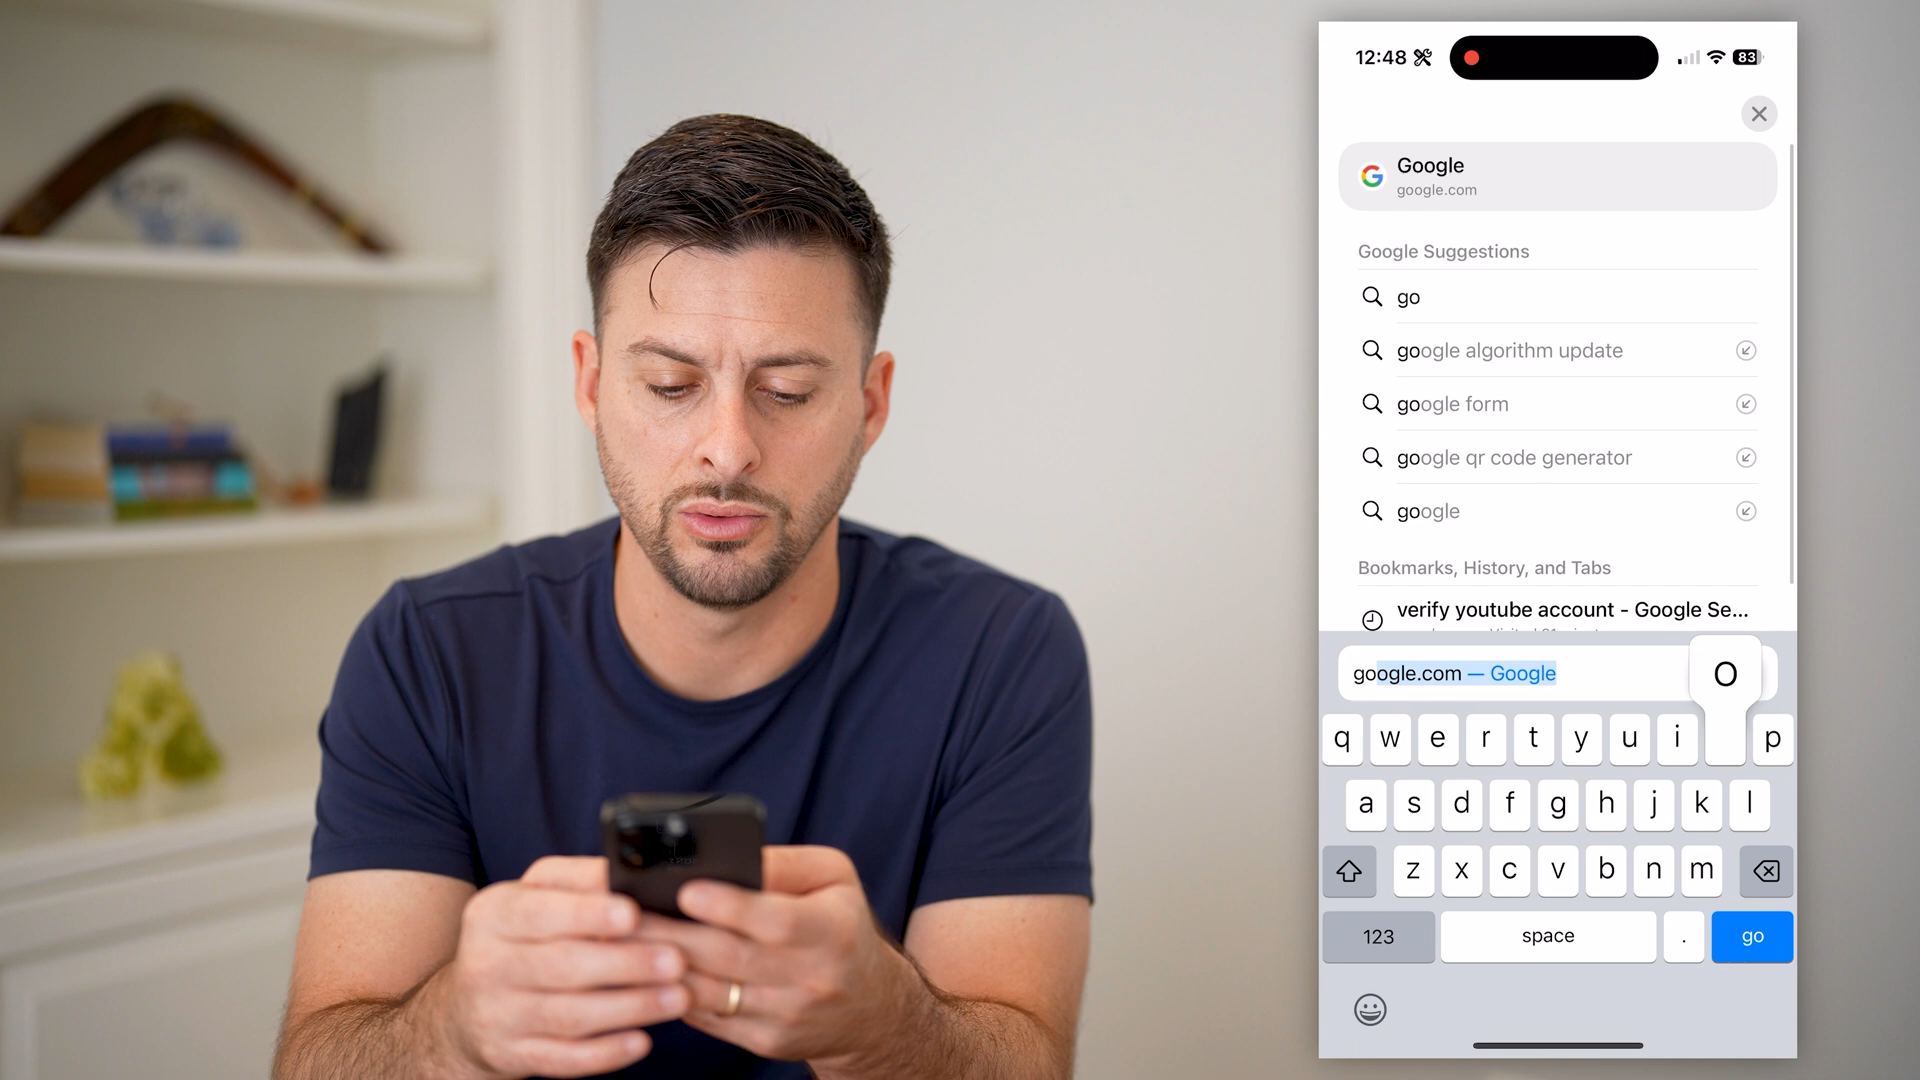 12:48
83
Google
google.com
Google Suggestions
go
google algorithm update
google form
google qr code generator
google
Bookmarks, History, and Tabs
verify youtube account - Google Se...
google.com — Google
O
q w e r t y u i p
a s d f g h j k l
z x c v b n m
123 space . go